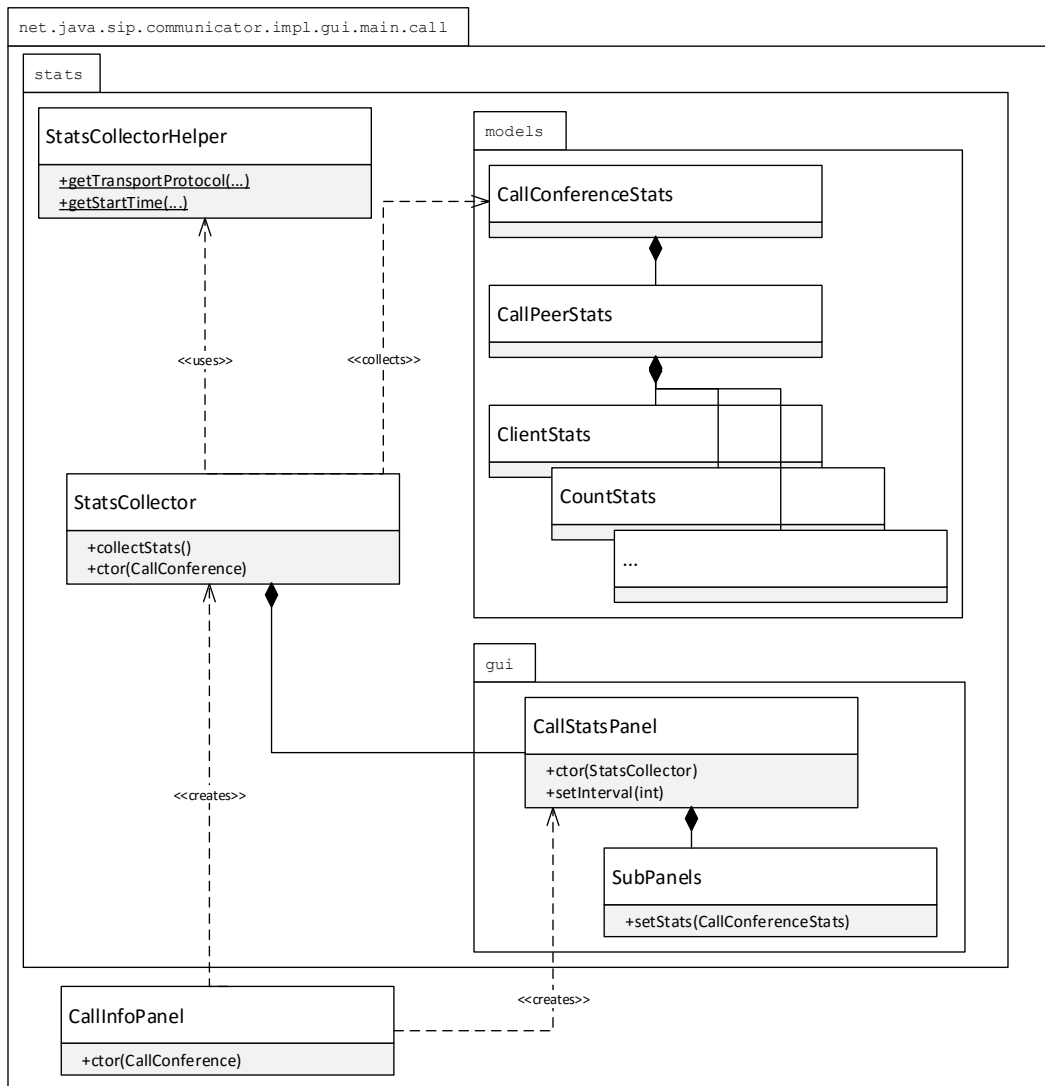 net.java.sip.communicator.impl.gui.main.call
stats
StatsCollectorHelper
+getTransportProtocol(...)
+getStartTime(...)
models
CallConferenceStats
CallPeerStats
<<uses>>
<<collects>>
ClientStats
CountStats
...
StatsCollector
+collectStats()
+ctor(CallConference)
gui
CallStatsPanel
+ctor(StatsCollector)
+setInterval(int)
<<creates>>
SubPanels
+setStats(CallConferenceStats)
<<creates>>
CallInfoPanel
+ctor(CallConference)